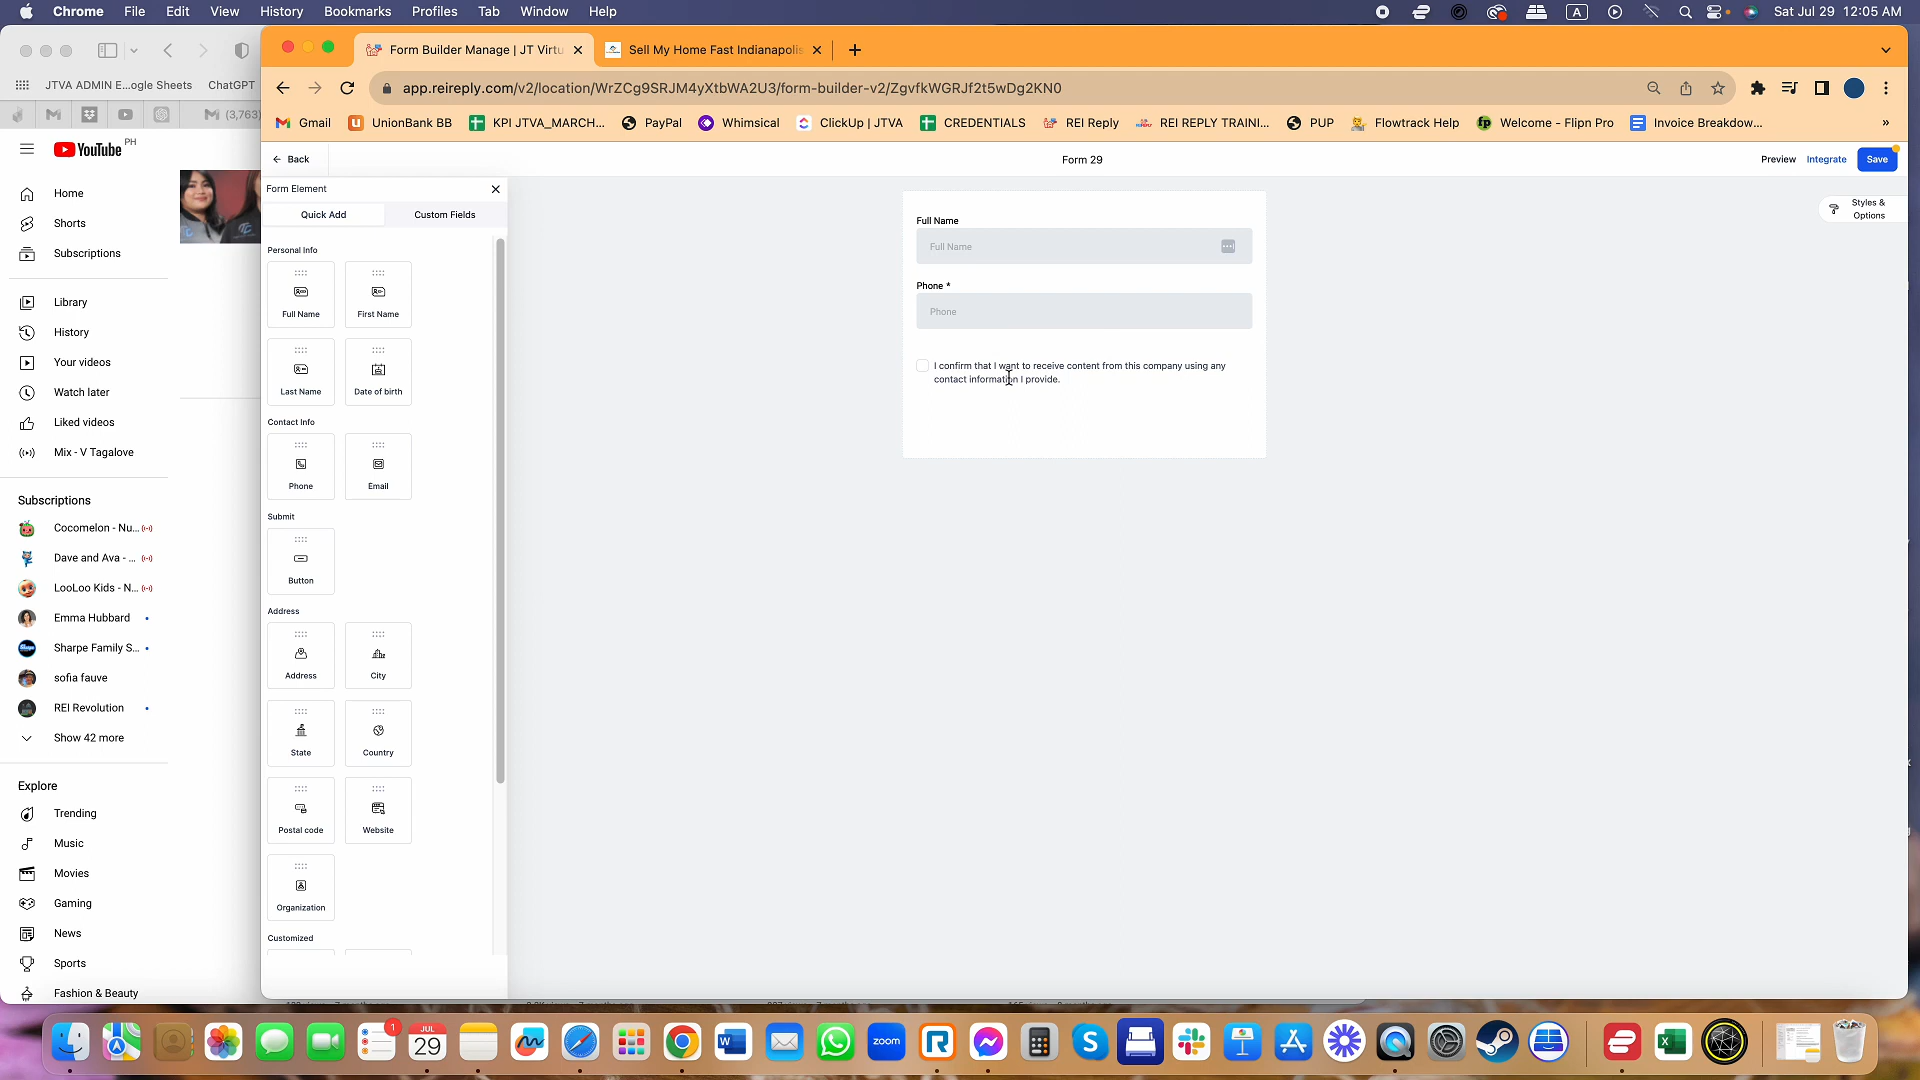 Chrome File Edit View History Bookmarks Profiles Tab Window Help
A Sat Jul 29 12:05 AM
Form Builder Manage | JT Virtu
Sell My Home Fast Indianapolis
JTVA ADMIN E...ogle Sheets ChatGPT
app.reireply.com/v2/location/WrZCg9SRJM4yXtbWA2U3/form-builder-v2/ZgvfkWGRJf2t5wDg2KN0
(3,763)
Gmail
UnionBank BB
KPI JTVA_MARCH...
PayPal
Whimsical
ClickUp | JTVA
CREDENTIALS
REI Reply
REI REPLY TRAINI...
PUP
Flowtrack Help
Welcome - Flipn Pro
Invoice Breakdow...
»
YouTube PH
Home
Shorts
Subscriptions
Library
History
Your videos
Watch later
Liked videos
Mix - V Tagalove
Subscriptions
Cocomelon - Nu...
Dave and Ava - ...
LooLoo Kids - N...
Emma Hubbard
Sharpe Family S...
sofia fauve
REI Revolution
Show 42 more
Explore
Trending
Music
Movies
Gaming
News
Sports
Fashion & Beauty
Back
Form 29
Preview Integrate Save
Form Element
Quick Add Custom Fields
Personal Info
Full Name First Name
Last Name Date of birth
Contact Info
Phone Email
Submit
Button
Address
Address City
State Country
Postal code Website
Organization
Customized
Full Name
Full Name
Phone *
Phone
I confirm that I want to receive content from this company using any
contact information I provide.
Styles &
Options
1
JUL
29
W
zoom
S